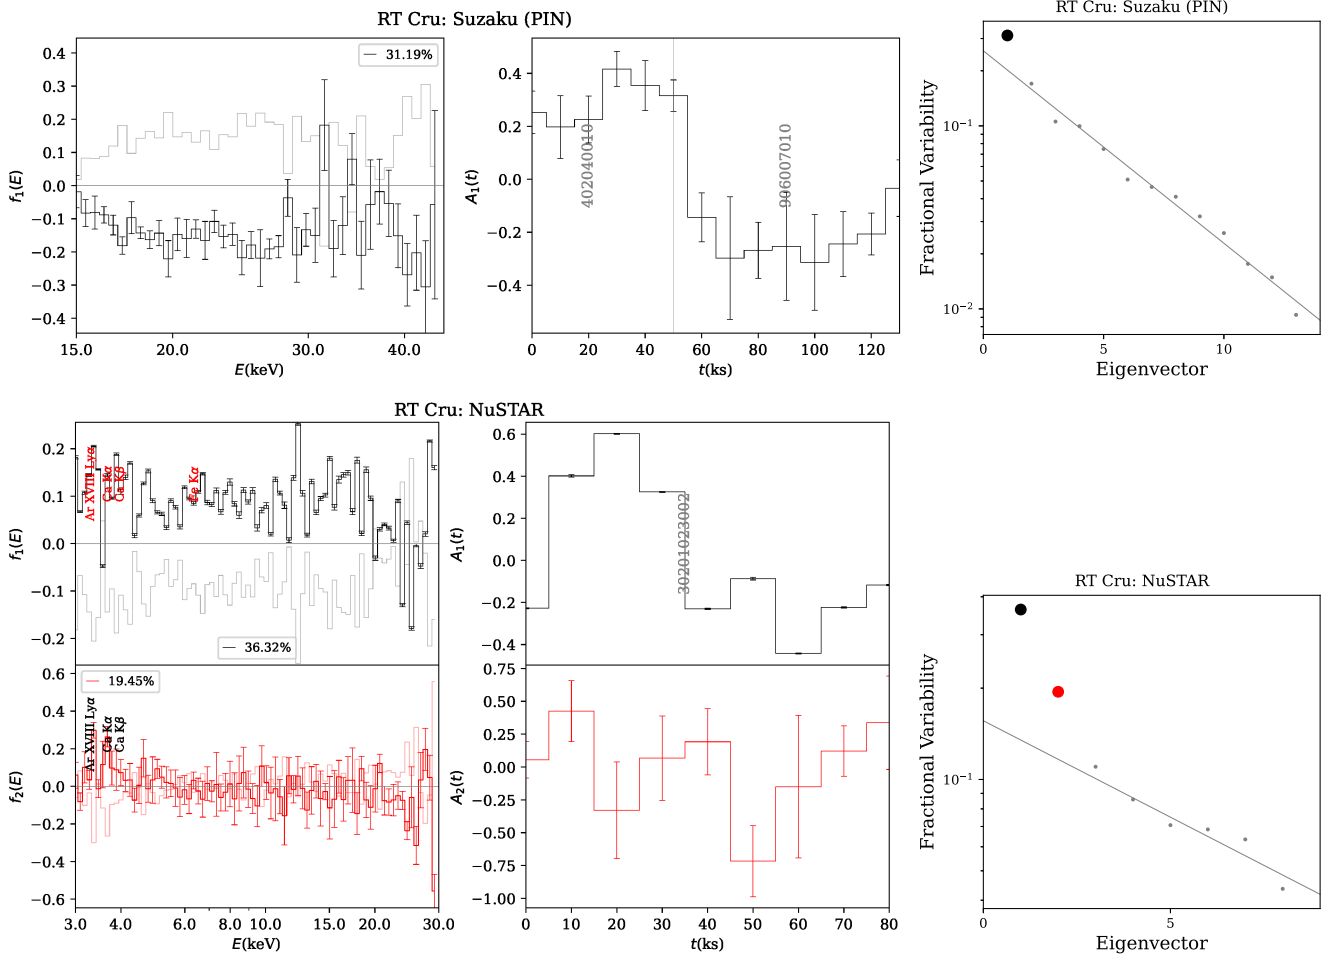 RT Cru: Suzaku (PIN)
0.4
0.3
0.2
0.1
0.0
−0.1
−0.2
−0.3
−0.4
f1(E)
31.19%
15.0 20.0 30.0 40.0
E(keV)
0.4
0.2
0.0
−0.2
−0.4
A1(t)
402040010
906007010
0 20 40 60 80 100 120
t(ks)
RT Cru: Suzaku (PIN)
10−1
10−2
Fractional Variability
0 5 10
Eigenvector
RT Cru: NuSTAR
0.2
0.1
0.0
−0.1
−0.2
f1(E)
Ar XVIII Lyα
Ca Kα
Ca Kβ
Fe Kα
36.32%
0.6
0.4
0.2
0.0
−0.2
−0.4
A1(t)
30201023002
0.6
0.4
0.2
0.0
−0.2
−0.4
−0.6
f2(E)
19.45%
Ar XVIII Lyα
Ca Kα
Ca Kβ
3.0 4.0 6.0 8.0 10.0 15.0 20.0 30.0
E(keV)
0.75
0.50
0.25
0.00
−0.25
−0.50
−0.75
−1.00
A2(t)
0 10 20 30 40 50 60 70 80
t(ks)
RT Cru: NuSTAR
10−1
Fractional Variability
0 5
Eigenvector